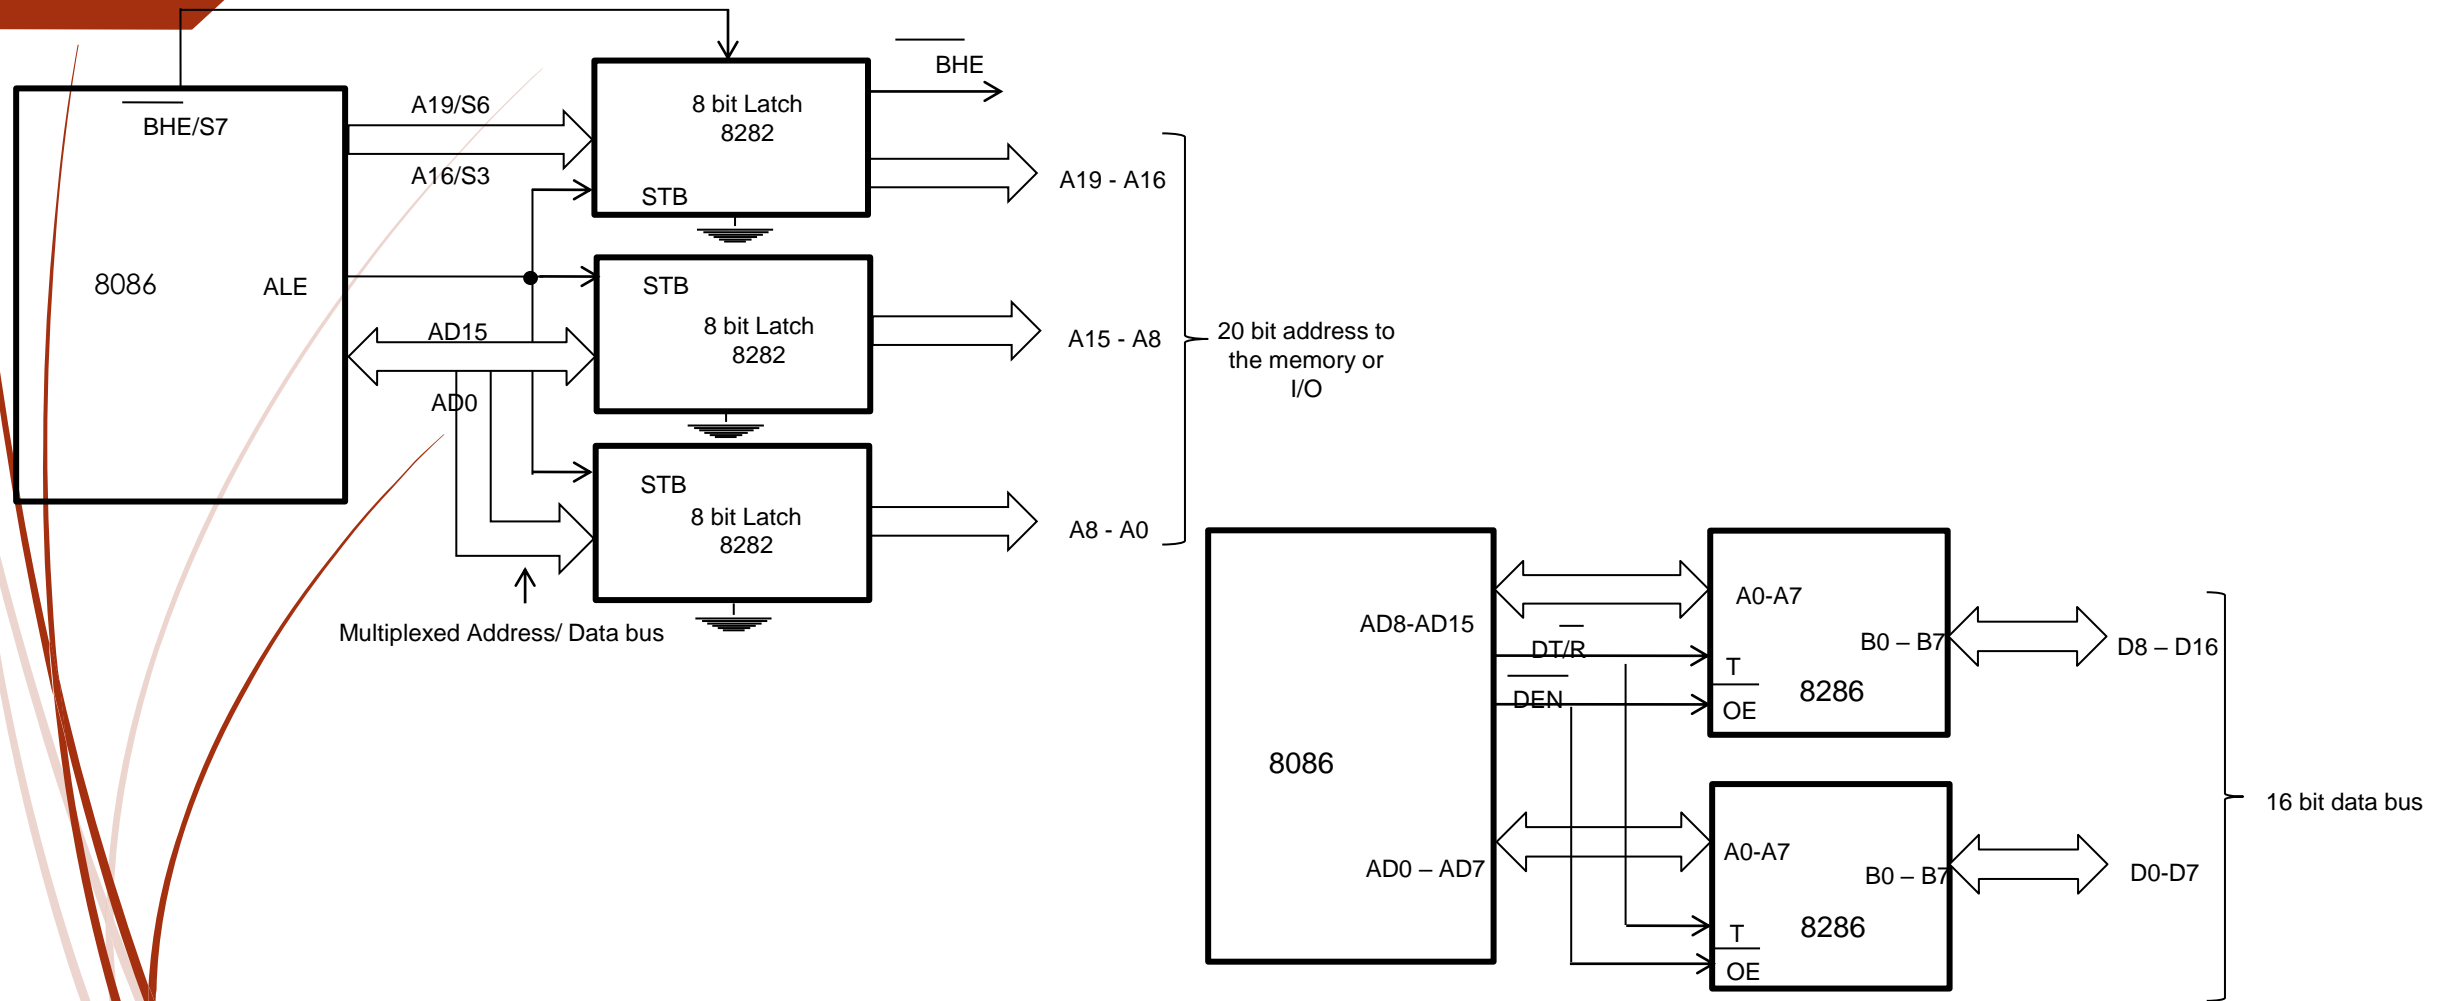 BHE
8 bit Latch
8282
A19/S6
BHE/S7
A16/S3
STB
A19 - A16
8086
ALE
STB
8 bit Latch
8282
AD15
A15 - A8
20 bit address to
the memory or
I/O
AD0
STB
8 bit Latch
8282
A8 - A0
Multiplexed Address/ Data bus
A0-A7
AD8-AD15
DT/R
B0 – B7
D8 – D16
T
DEN
OE
8286
8086
16 bit data bus
A0-A7
AD0 – AD7
B0 – B7
D0-D7
8286
T
OE